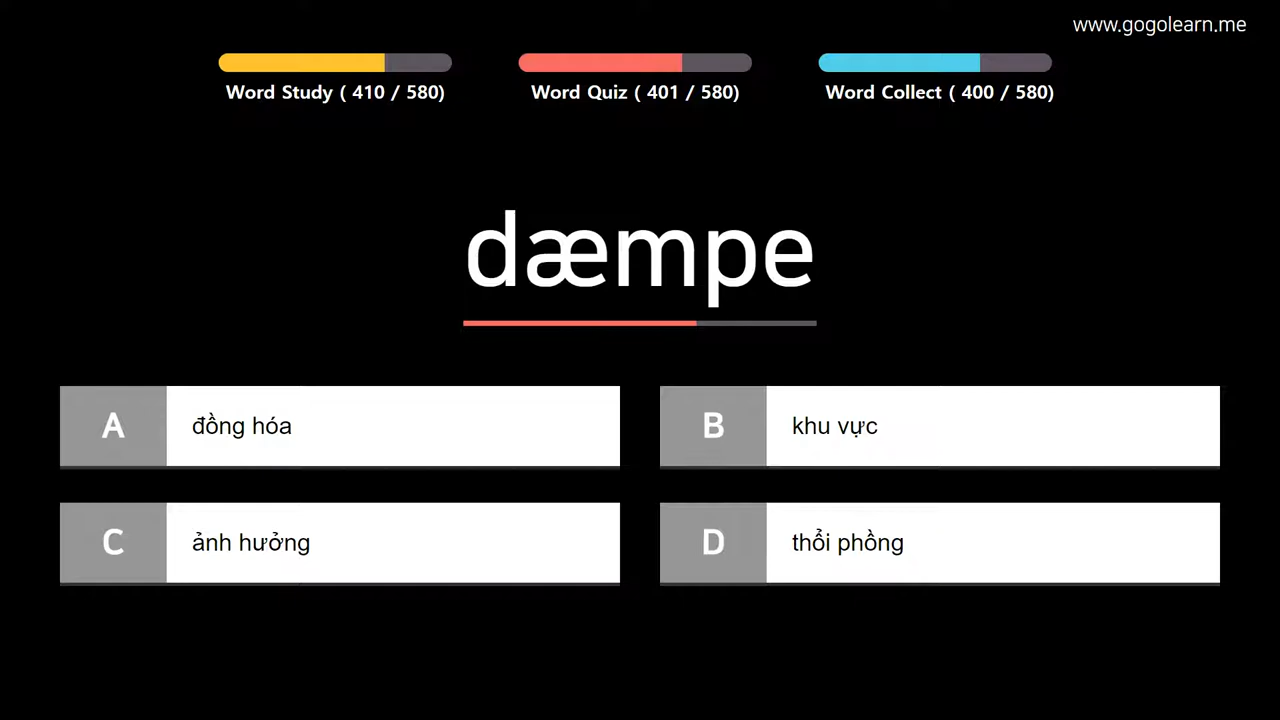 www.gogolearn.me
Word Study ( 410 / 580)
Word Quiz ( 401 / 580)
Word Collect ( 400 / 580)
dæmpe
A đồng hóa
B khu vực
C ảnh hưởng
D thổi phồng